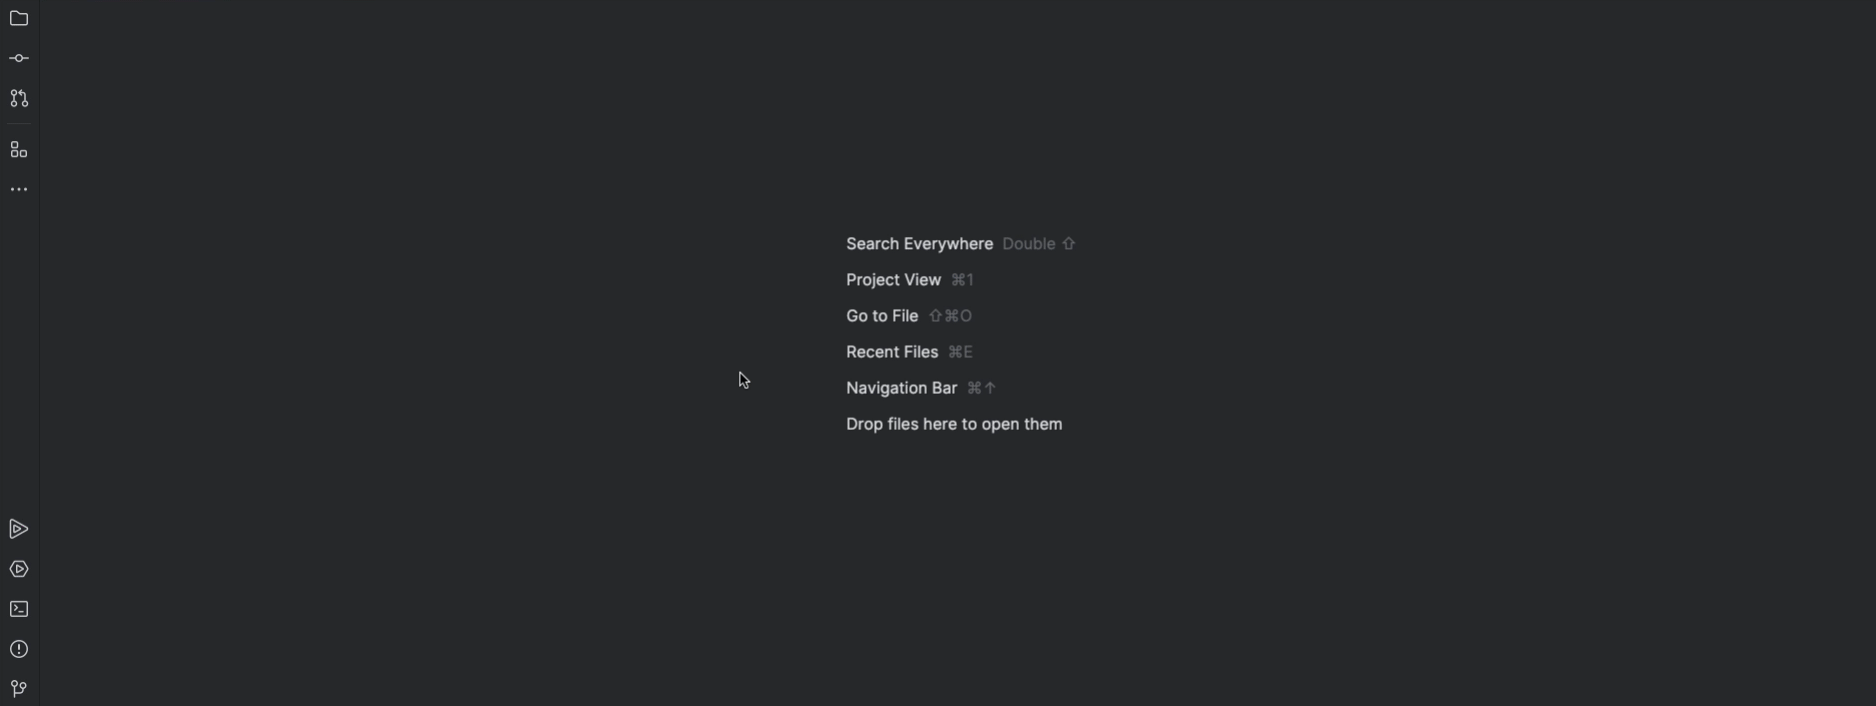 Search Everywhere Double ⇧
Project View ⌘1
Go to File ⇧⌘O
Recent Files ⌘E
Navigation Bar ⌘↑
Drop files here to open them